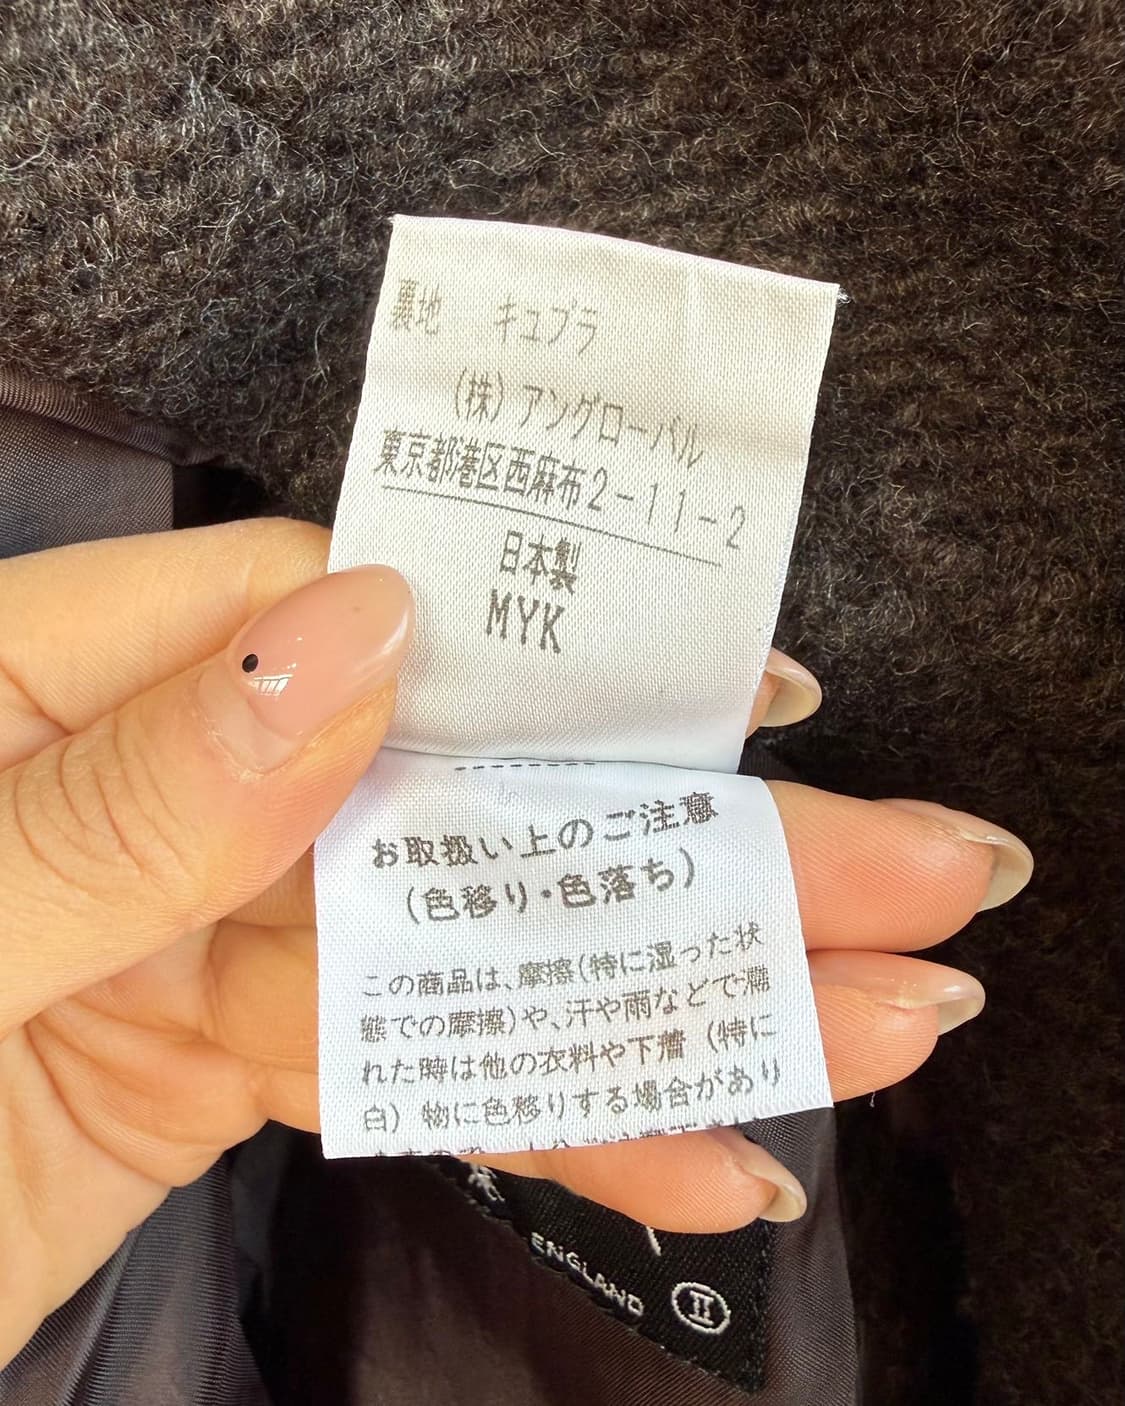 裏地 キュプラ
(株) アングローバル
東京都港区西麻布2-11-2
日本製
MYK
お取扱い上のご注意
(色移り・色落ち)
この商品は、摩擦(特に湿った状
態での摩擦)や、汗や雨などで濡
れた時は他の衣料や下着 (特に
白) 物に色移りする場合があり
ENGLAND
II